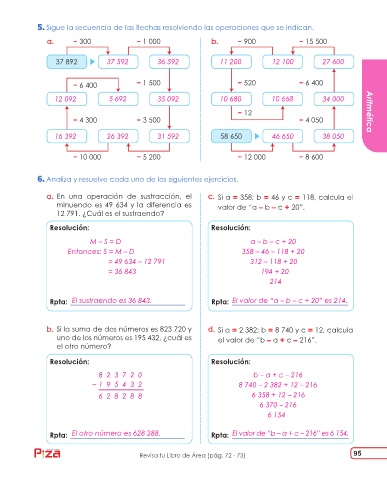 5. Sigue la secuencia de las flechas resolviendo las operaciones que se indican.
a. − 300 − 1 000 b. − 900 − 15 500
37 892 37 592 36 592 11 200 12 100 27 600
− 6 400 − 1 500 − 520 − 6 400
12 092 5 692 35 092 10 680 10 668 34 000
− 4 300 − 3 500 − 12 − 4 050
16 392 26 392 31 592 58 650 46 650 38 050
− 10 000 − 5 200 − 12 000 − 8 600
Aritmética
6. Analiza y resuelve cada uno de los siguientes ejercicios.
a. En una operación de sustracción, el
minuendo es 49 634 y la diferencia es
12 791. ¿Cuál es el sustraendo?
Resolución:
M – S = D
Entonces: S = M – D
= 49 634 – 12 791
= 36 843
Rpta: El sustraendo es 36 843.
c. Si a = 358; b = 46 y c = 118, calcula el
valor de “a – b – c + 20”.
Resolución:
a – b – c + 20
358 – 46 – 118 + 20
312 – 118 + 20
194 + 20
214
Rpta: El valor de “a – b – c + 20” es 214.
b. Si la suma de dos números es 823 720 y
uno de los números es 195 432, ¿cuál es
el otro número?
Resolución:
8 2 3 7 2 0
− 1 9 5 4 3 2
6 2 8 2 8 8
Rpta: El otro número es 628 288.
d. Si a = 2 382; b = 8 740 y c = 12, calcula
el valor de “b – a + c – 216”.
Resolución:
b – a + c – 216
8 740 – 2 382 + 12 – 216
6 358 + 12 – 216
6 370 – 216
6 154
Rpta: El valor de “b – a + c – 216” es 6 154.
Revisa tu Libro de Área (pág. 72 - 73)
95